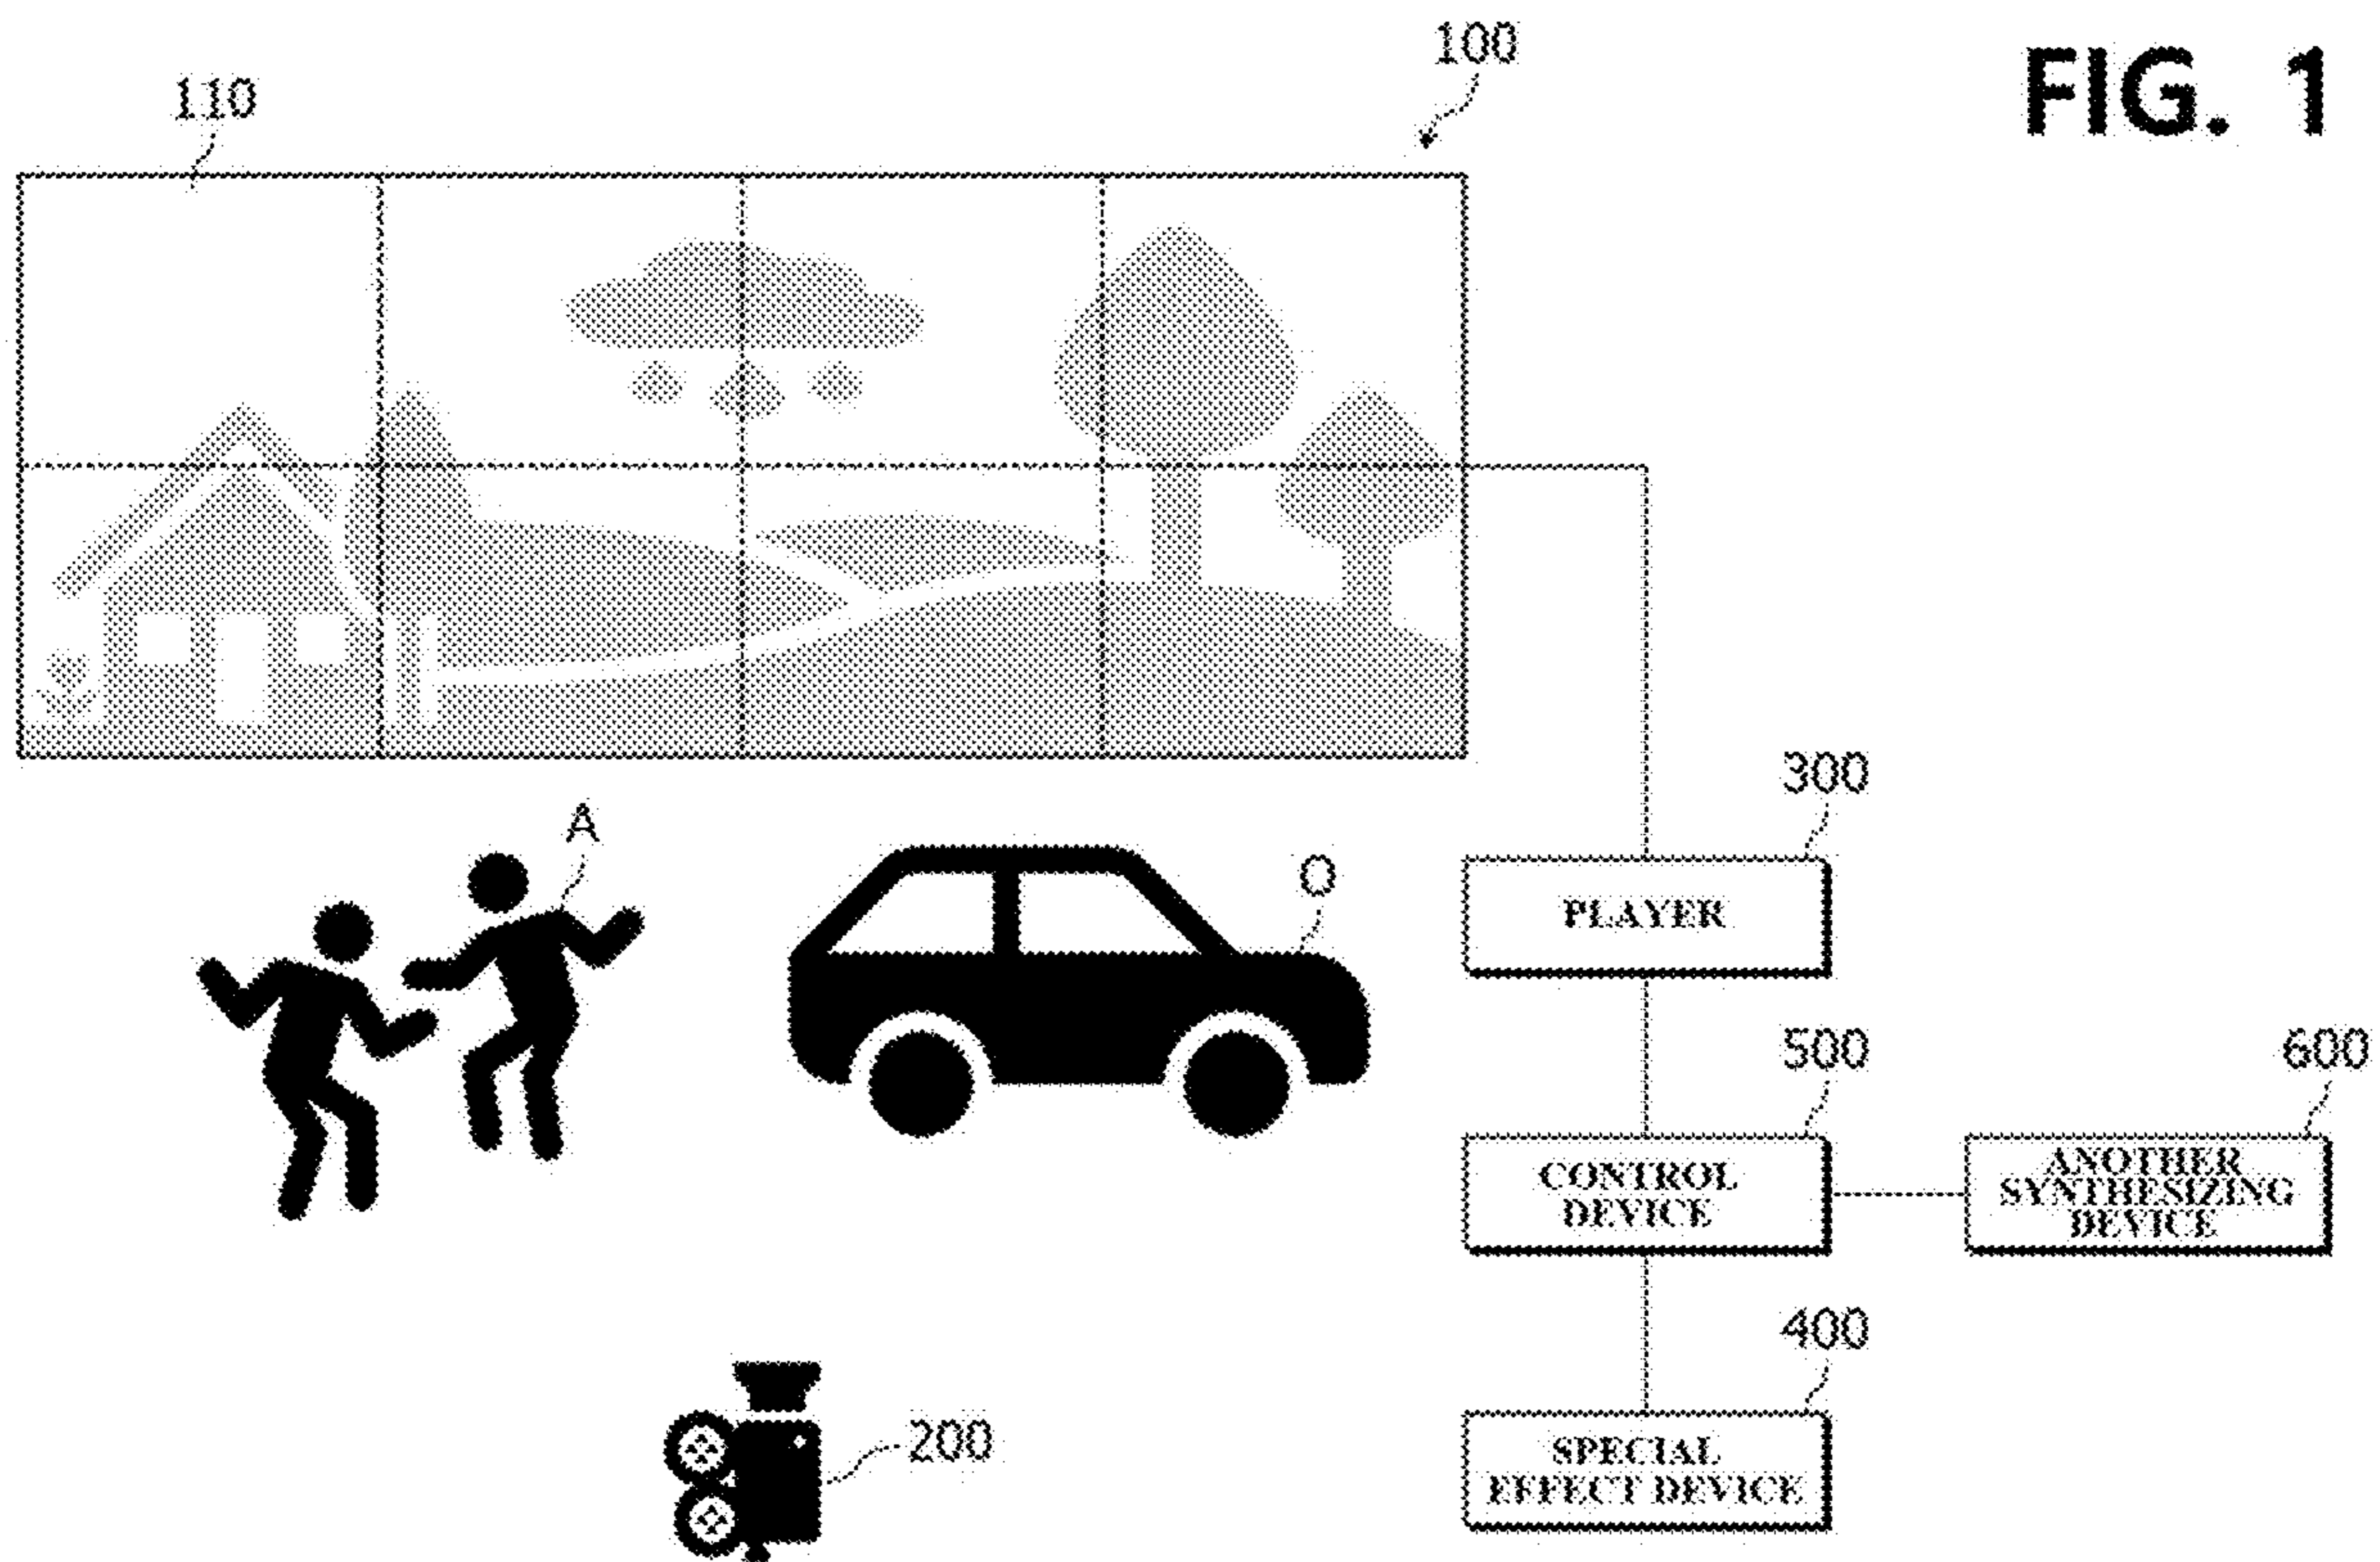 FIG. 1
100
110
300
PLAYER
A
O
500
CONTROL
DEVICE
600
ANOTHER
SYNTHESIZING
DEVICE
400
SPECIAL
EFFECT DEVICE
200